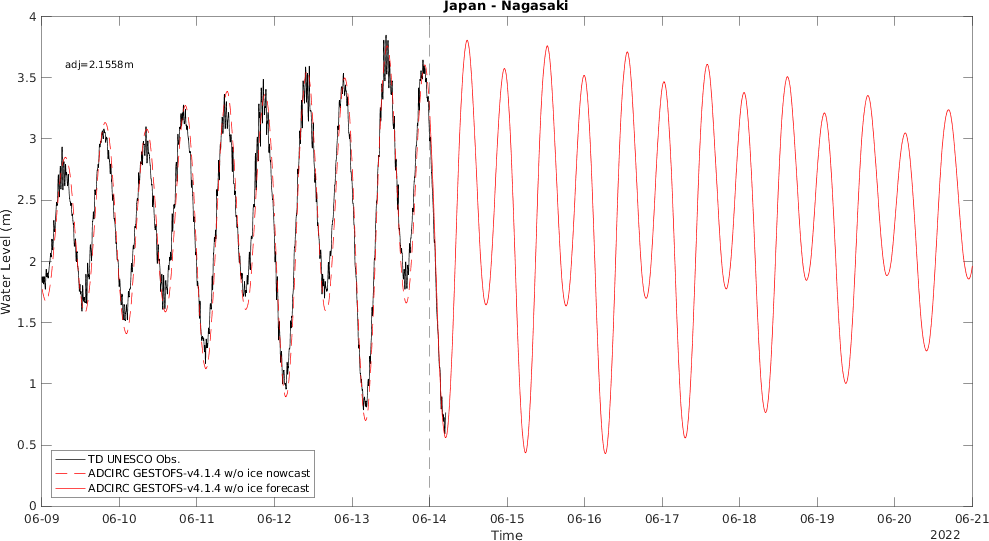 Japan - Nagasaki
adj=2.1558m
Water Level (m)
4
3.5
3
2.5
2
1.5
1
0.5
0
TD UNESCO Obs.
ADCIRC GESTOFS-v4.1.4 w/o ice nowcast
ADCIRC GESTOFS-v4.1.4 w/o ice forecast
06-09 06-10 06-11 06-12 06-13 06-14 06-15 06-16 06-17 06-18 06-19 06-20 06-21
Time
2022